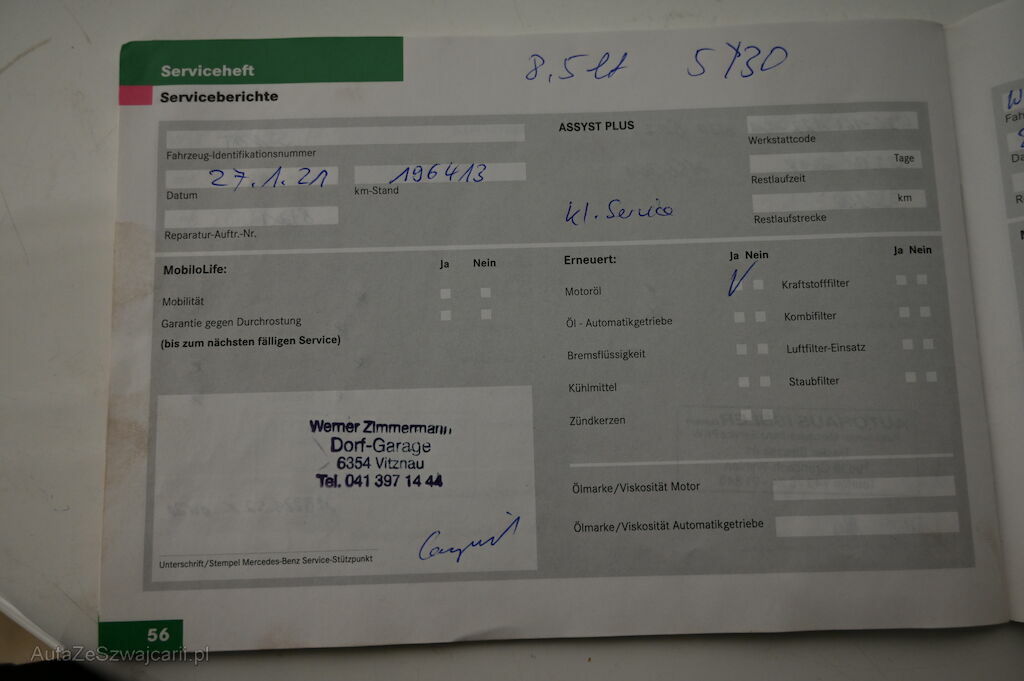 Serviceheft
8,5 lt 5W30
Serviceberichte
ASSYST PLUS
Fahrzeug-Identifikationsnummer
Werkstattcode
27.1.21
196413
Tage
Datum
km-Stand
Restlaufzeit
kl. Service
km
Reparatur-Auftr.-Nr.
Restlaufstrecke
MobiloLife:
Ja Nein
Erneuert:
Ja Nein
Ja Nein
Mobilität
Motoröl
Kraftstofffilter
Garantie gegen Durchrostung
Öl - Automatikgetriebe
Kombifilter
(bis zum nächsten fälligen Service)
Bremsflüssigkeit
Luftfilter-Einsatz
Kühlmittel
Staubfilter
Zündkerzen
Werner Zimmermann
Dorf-Garage
6354 Vitznau
Tel. 041 397 14 44
Ölmarke/Viskosität Motor
Ölmarke/Viskosität Automatikgetriebe
Unterschrift/Stempel Mercedes-Benz Service-Stützpunkt
56
AutaZeSzwajcarii.pl